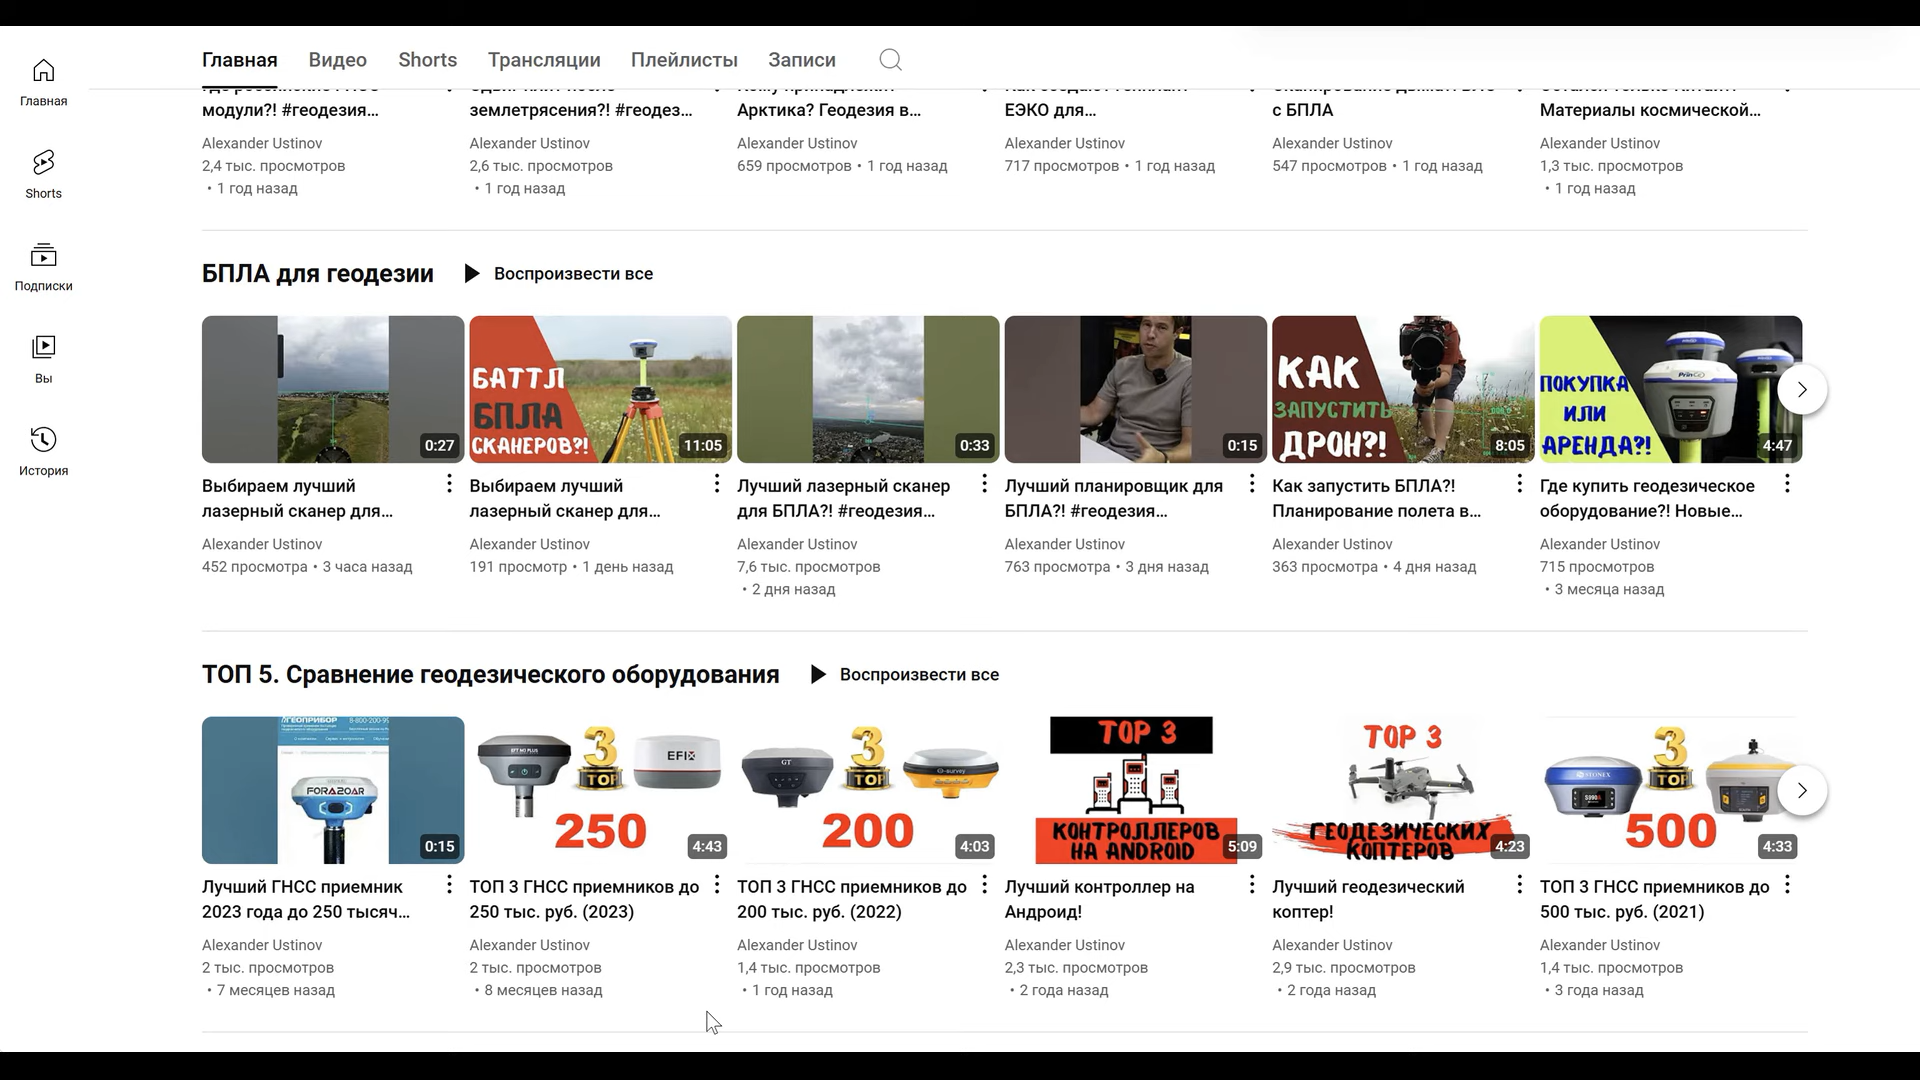 Главная
Видео
Shorts
Трансляции
Плейлисты
Записи
Главная
Shorts
Подписки
Вы
История
модули?! #геодезия...
Alexander Ustinov
2,4 тыс. просмотров
• 1 год назад
землетрясения?! #геодез...
Alexander Ustinov
2,6 тыс. просмотров
• 1 год назад
Арктика? Геодезия в...
Alexander Ustinov
659 просмотров • 1 год назад
ЕЭКО для...
Alexander Ustinov
717 просмотров • 1 год назад
с БПЛА
Alexander Ustinov
547 просмотров • 1 год назад
Материалы космической...
Alexander Ustinov
1,3 тыс. просмотров
• 1 год назад
БПЛА для геодезии
Воспроизвести все
0:27
Выбираем лучший
лазерный сканер для...
Alexander Ustinov
452 просмотра • 3 часа назад
БАТТЛ
БПЛА
СКАНЕРОВ?!
11:05
Выбираем лучший
лазерный сканер для...
Alexander Ustinov
191 просмотр • 1 день назад
0:33
Лучший лазерный сканер
для БПЛА?! #геодезия...
Alexander Ustinov
7,6 тыс. просмотров
• 2 дня назад
0:15
Лучший планировщик для
БПЛА?! #геодезия...
Alexander Ustinov
763 просмотра • 3 дня назад
КАК
ЗАПУСТИТЬ
ДРОН?!
8:05
Как запустить БПЛА?!
Планирование полета в...
Alexander Ustinov
363 просмотра • 4 дня назад
ПОКУПКА
ИЛИ
АРЕНДА?!
PrinCe
4:47
Где купить геодезическое
оборудование?! Новые...
Alexander Ustinov
715 просмотров
• 3 месяца назад
ТОП 5. Сравнение геодезического оборудования
Воспроизвести все
ГЕОПРИБОР
FORA2OAR
0:15
Лучший ГНСС приемник
2023 года до 250 тысяч...
Alexander Ustinov
2 тыс. просмотров
• 7 месяцев назад
EFT M3 PLUS
3
TOP
EFIX
250
4:43
ТОП 3 ГНСС приемников до
250 тыс. руб. (2023)
Alexander Ustinov
2 тыс. просмотров
• 8 месяцев назад
GT
3
TOP
e-survey
200
4:03
ТОП 3 ГНСС приемников до
200 тыс. руб. (2022)
Alexander Ustinov
1,4 тыс. просмотров
• 1 год назад
TOP 3
КОНТРОЛЛЕРОВ
НА ANDROID
5:09
Лучший контроллер на
Андроид!
Alexander Ustinov
2,3 тыс. просмотров
• 2 года назад
TOP 3
ГЕОДЕЗИЧЕСКИХ
КОПТЕРОВ
4:23
Лучший геодезический
коптер!
Alexander Ustinov
2,9 тыс. просмотров
• 2 года назад
STONEX
3
TOP
500
4:33
ТОП 3 ГНСС приемников до
500 тыс. руб. (2021)
Alexander Ustinov
1,4 тыс. просмотров
• 3 года назад